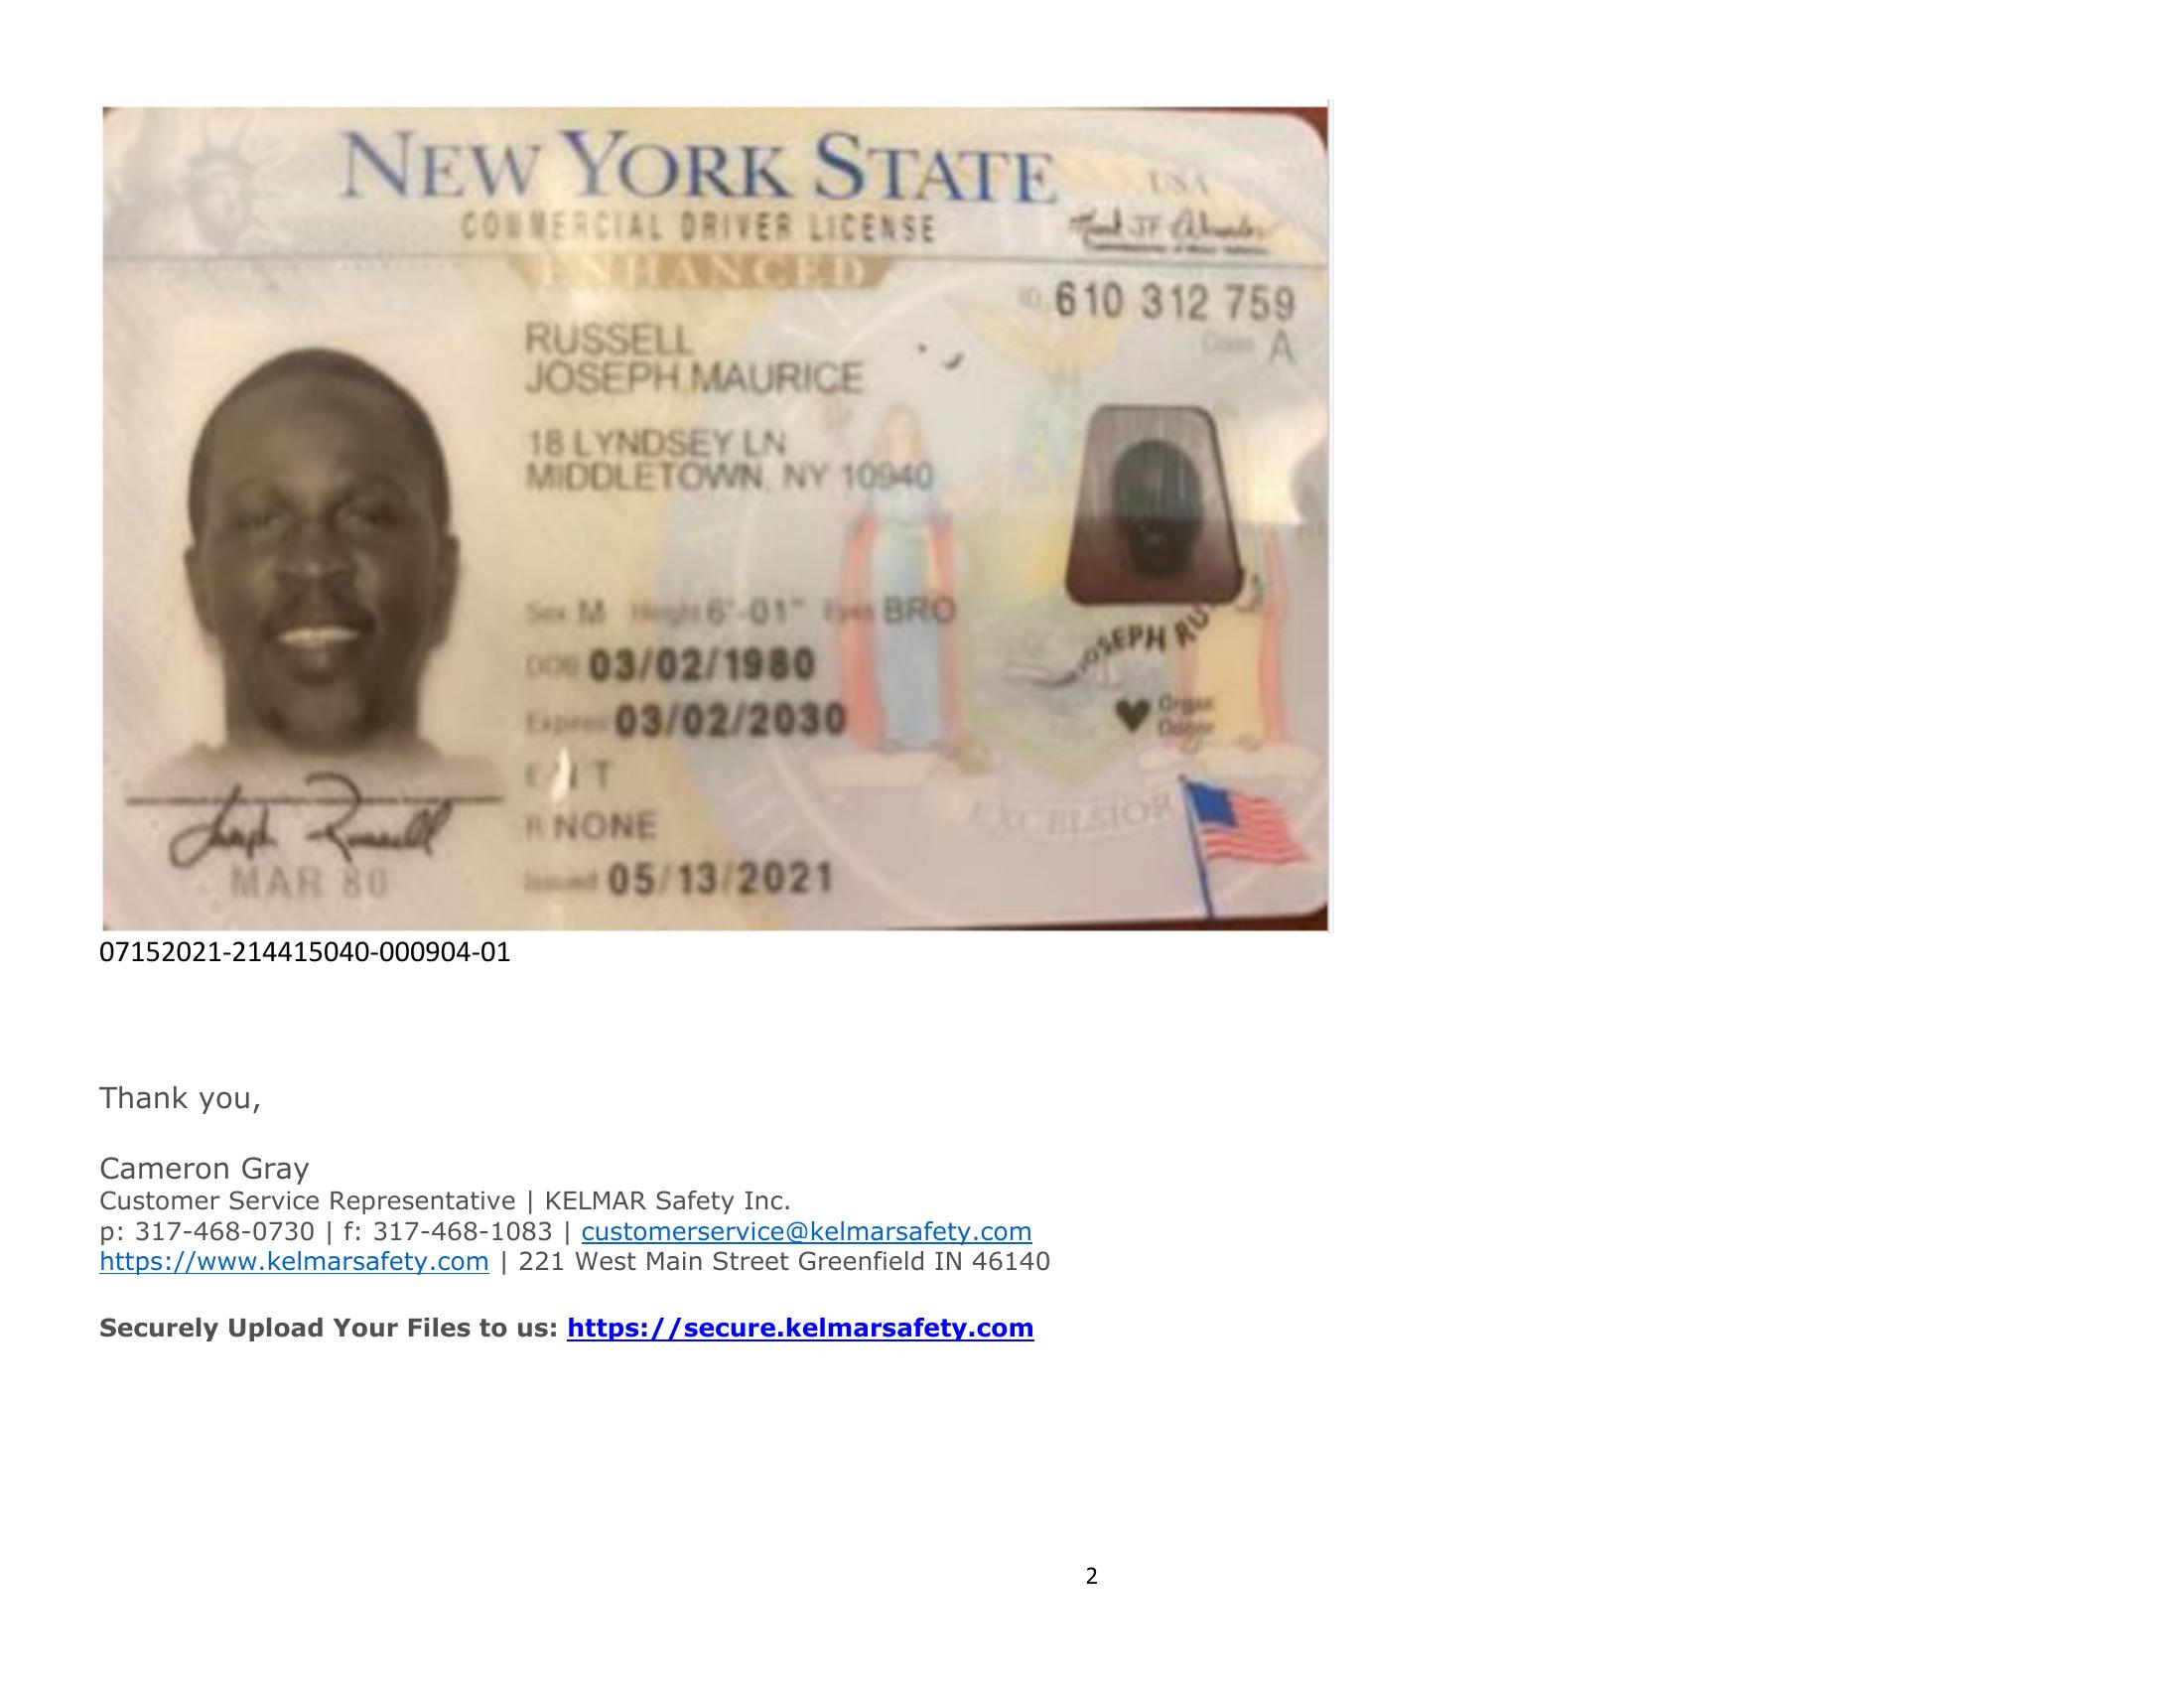 NEW YORK STATE
USA
COMMERCIAL DRIVER LICENSE
ENHANCED
ID 610 312 759
Class A
RUSSELL
JOSEPH,MAURICE
18 LYNDSEY LN
MIDDLETOWN, NY 10940
Sex M Height 6'-01" Eyes BRO
DOB 03/02/1980
JOSEPH RU
Expires 03/02/2030
Organ
Donor
E N T
R NONE
EXCELSIOR
Joseph Russell
MAR 80
Issued 05/13/2021
07152021-214415040-000904-01
Thank you,
Cameron Gray
Customer Service Representative | KELMAR Safety Inc.
p: 317-468-0730 | f: 317-468-1083 | customerservice@kelmarsafety.com
https://www.kelmarsafety.com | 221 West Main Street Greenfield IN 46140
Securely Upload Your Files to us: https://secure.kelmarsafety.com
2